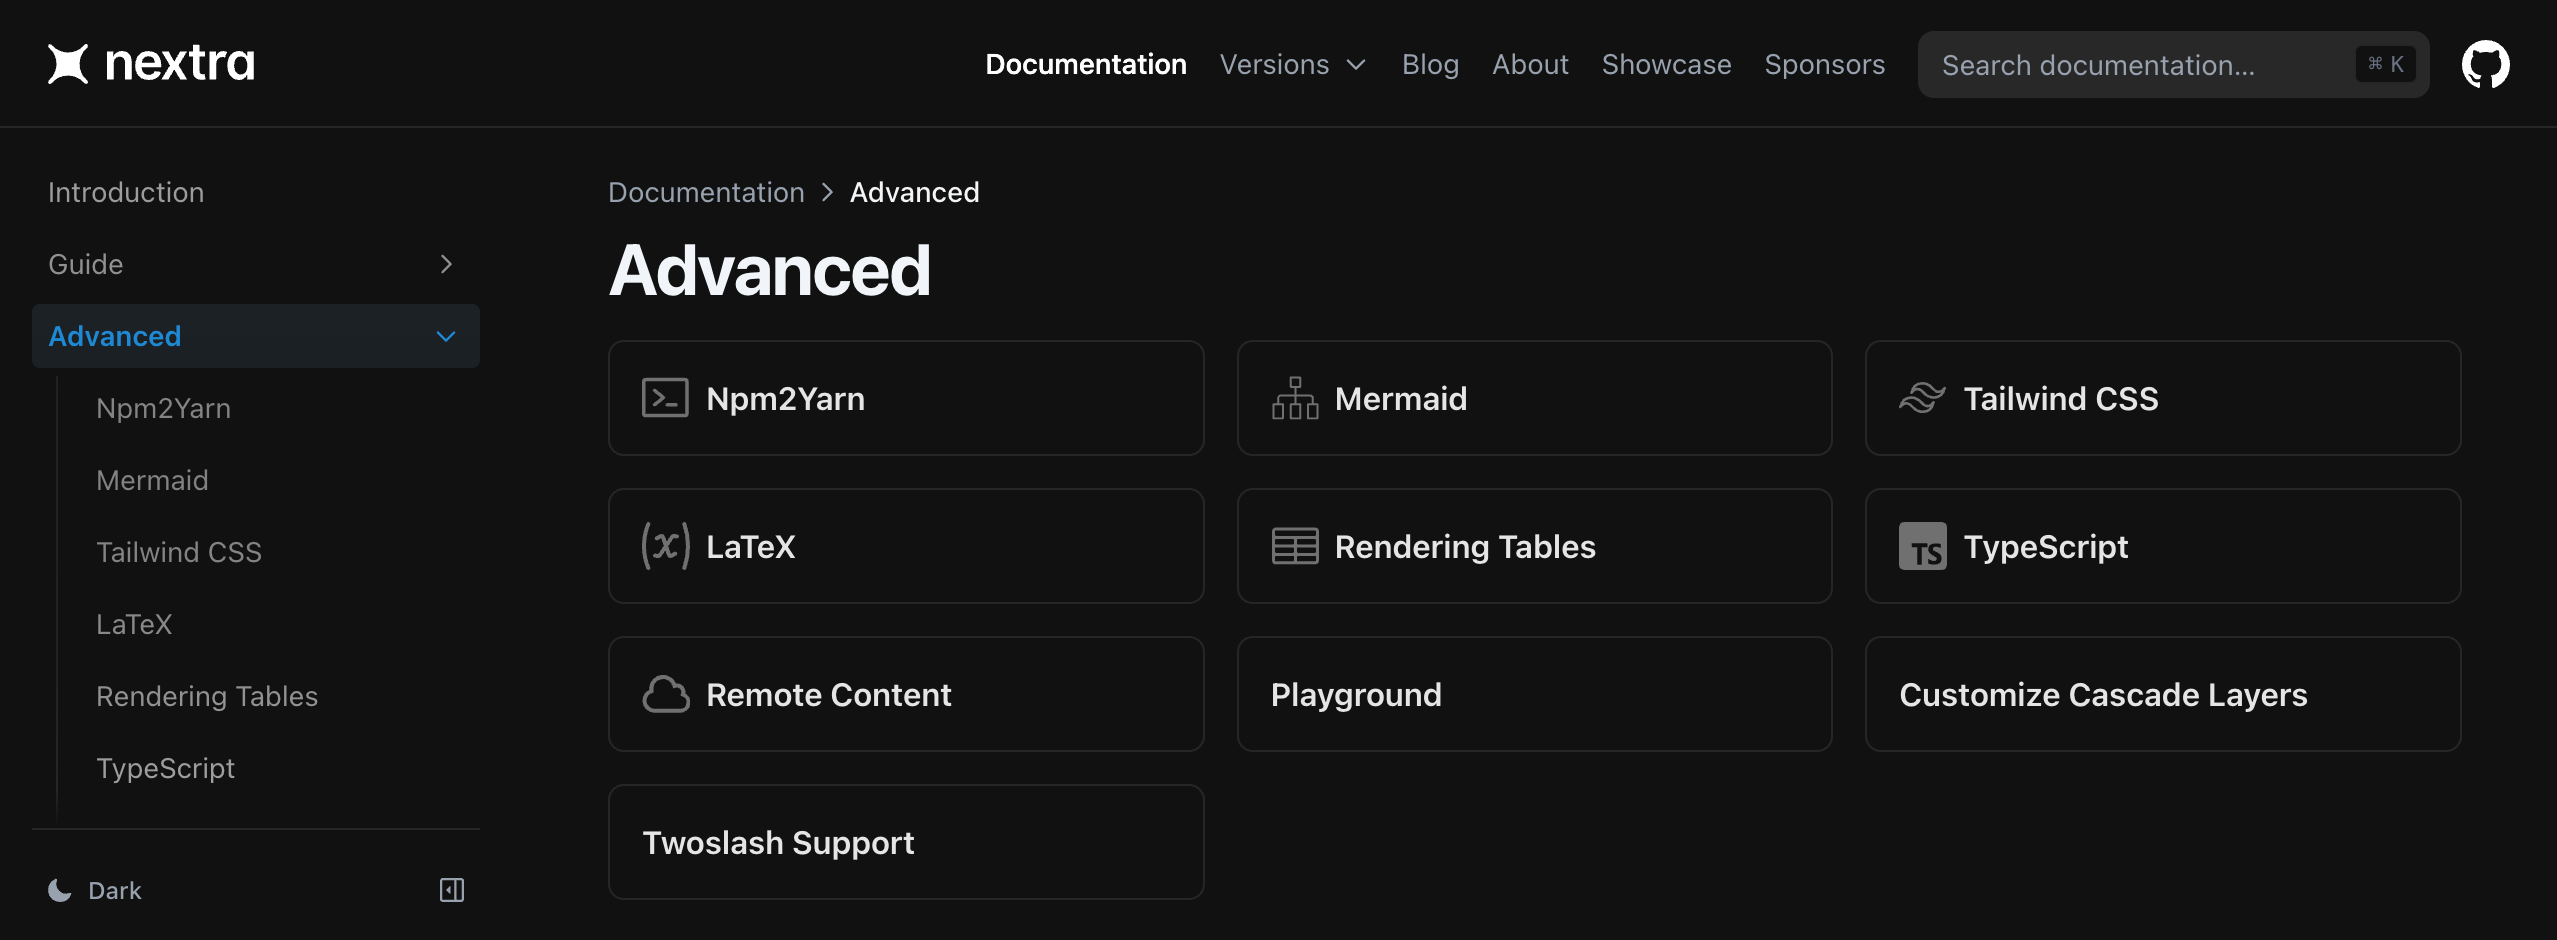 nextra
Documentation Versions Blog About Showcase Sponsors Search documentation... ⌘ K
Introduction
Guide
Advanced
Npm2Yarn
Mermaid
Tailwind CSS
LaTeX
Rendering Tables
TypeScript
Dark
Documentation > Advanced
Advanced
Npm2Yarn
Mermaid
Tailwind CSS
(x) LaTeX
Rendering Tables
TS TypeScript
Remote Content
Playground
Customize Cascade Layers
Twoslash Support